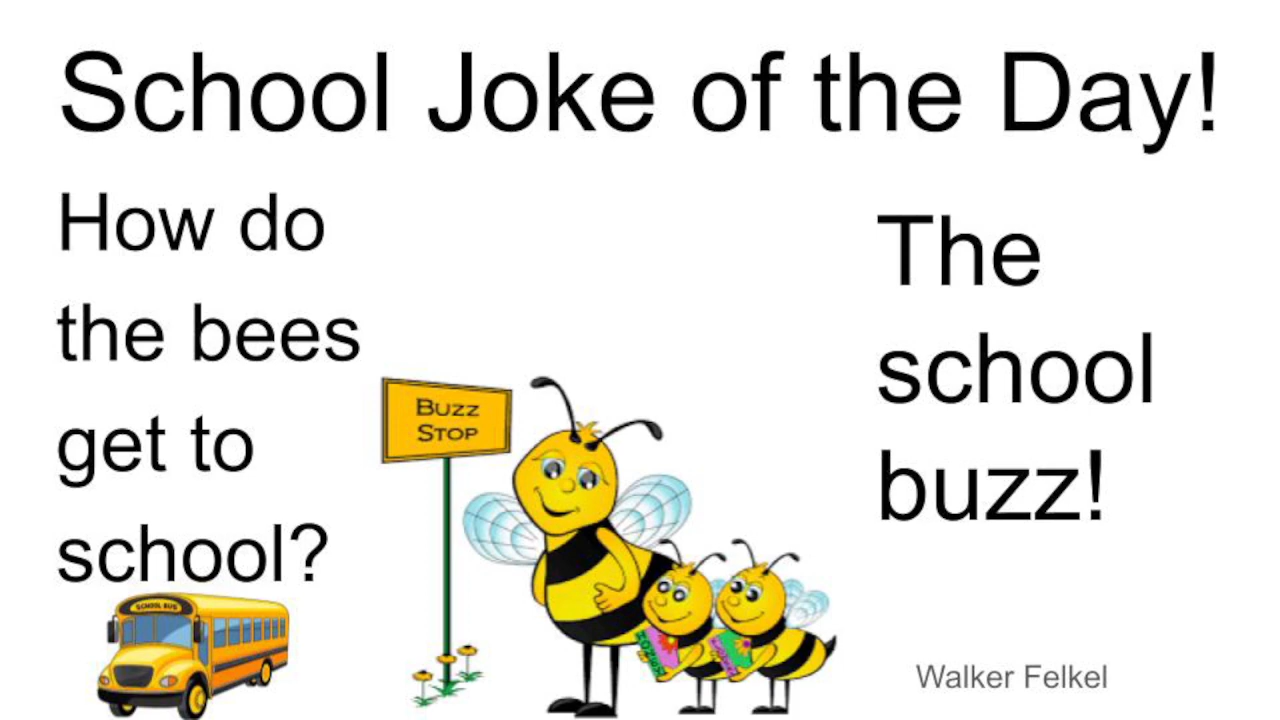 School Joke of the Day!
How do
the bees
get to
school?
The
school
buzz!
BUZZ
STOP
SCHOOL BUS
Walker Felkel